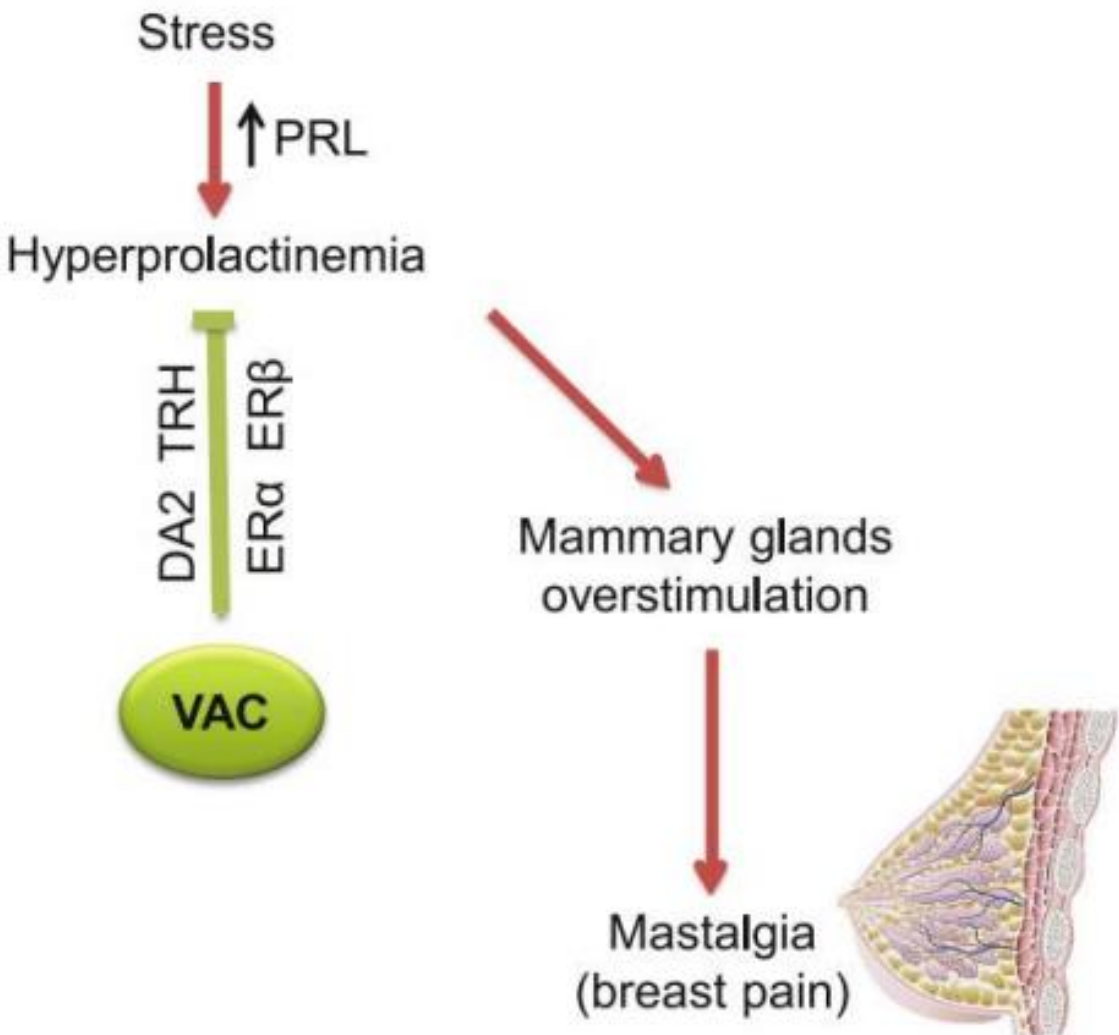 Stress
↑ PRL
Hyperprolactinemia
DA2 TRH
ERα ERβ
VAC
Mammary glands
overstimulation
Mastalgia
(breast pain)